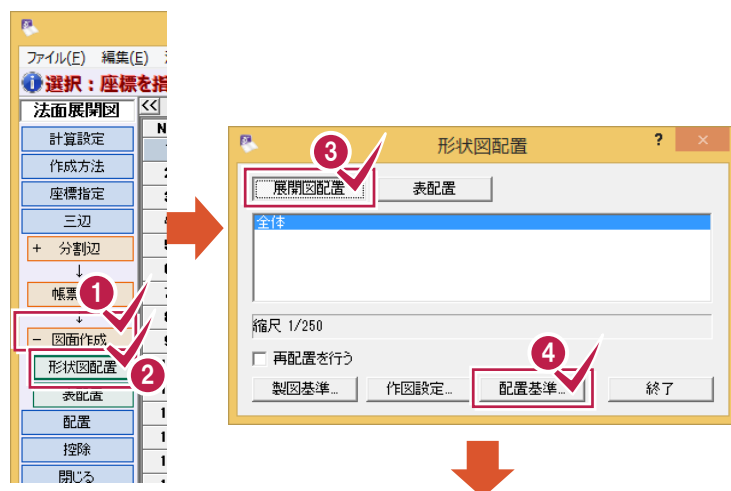 ファイル(F) 編集(E)
選択：座標を指
法面展開図 <<
計算設定
作成方法
座標指定
三辺
+ 分割辺
↓
帳票
1
↓
- 図面作成
形状図配置
2
表配置
配置
控除
閉じる
形状図配置 ? ×
3
展開図配置 表配置
全体
縮尺 1/250
再配置を行う
4
製図基準... 作図設定... 配置基準... 終了